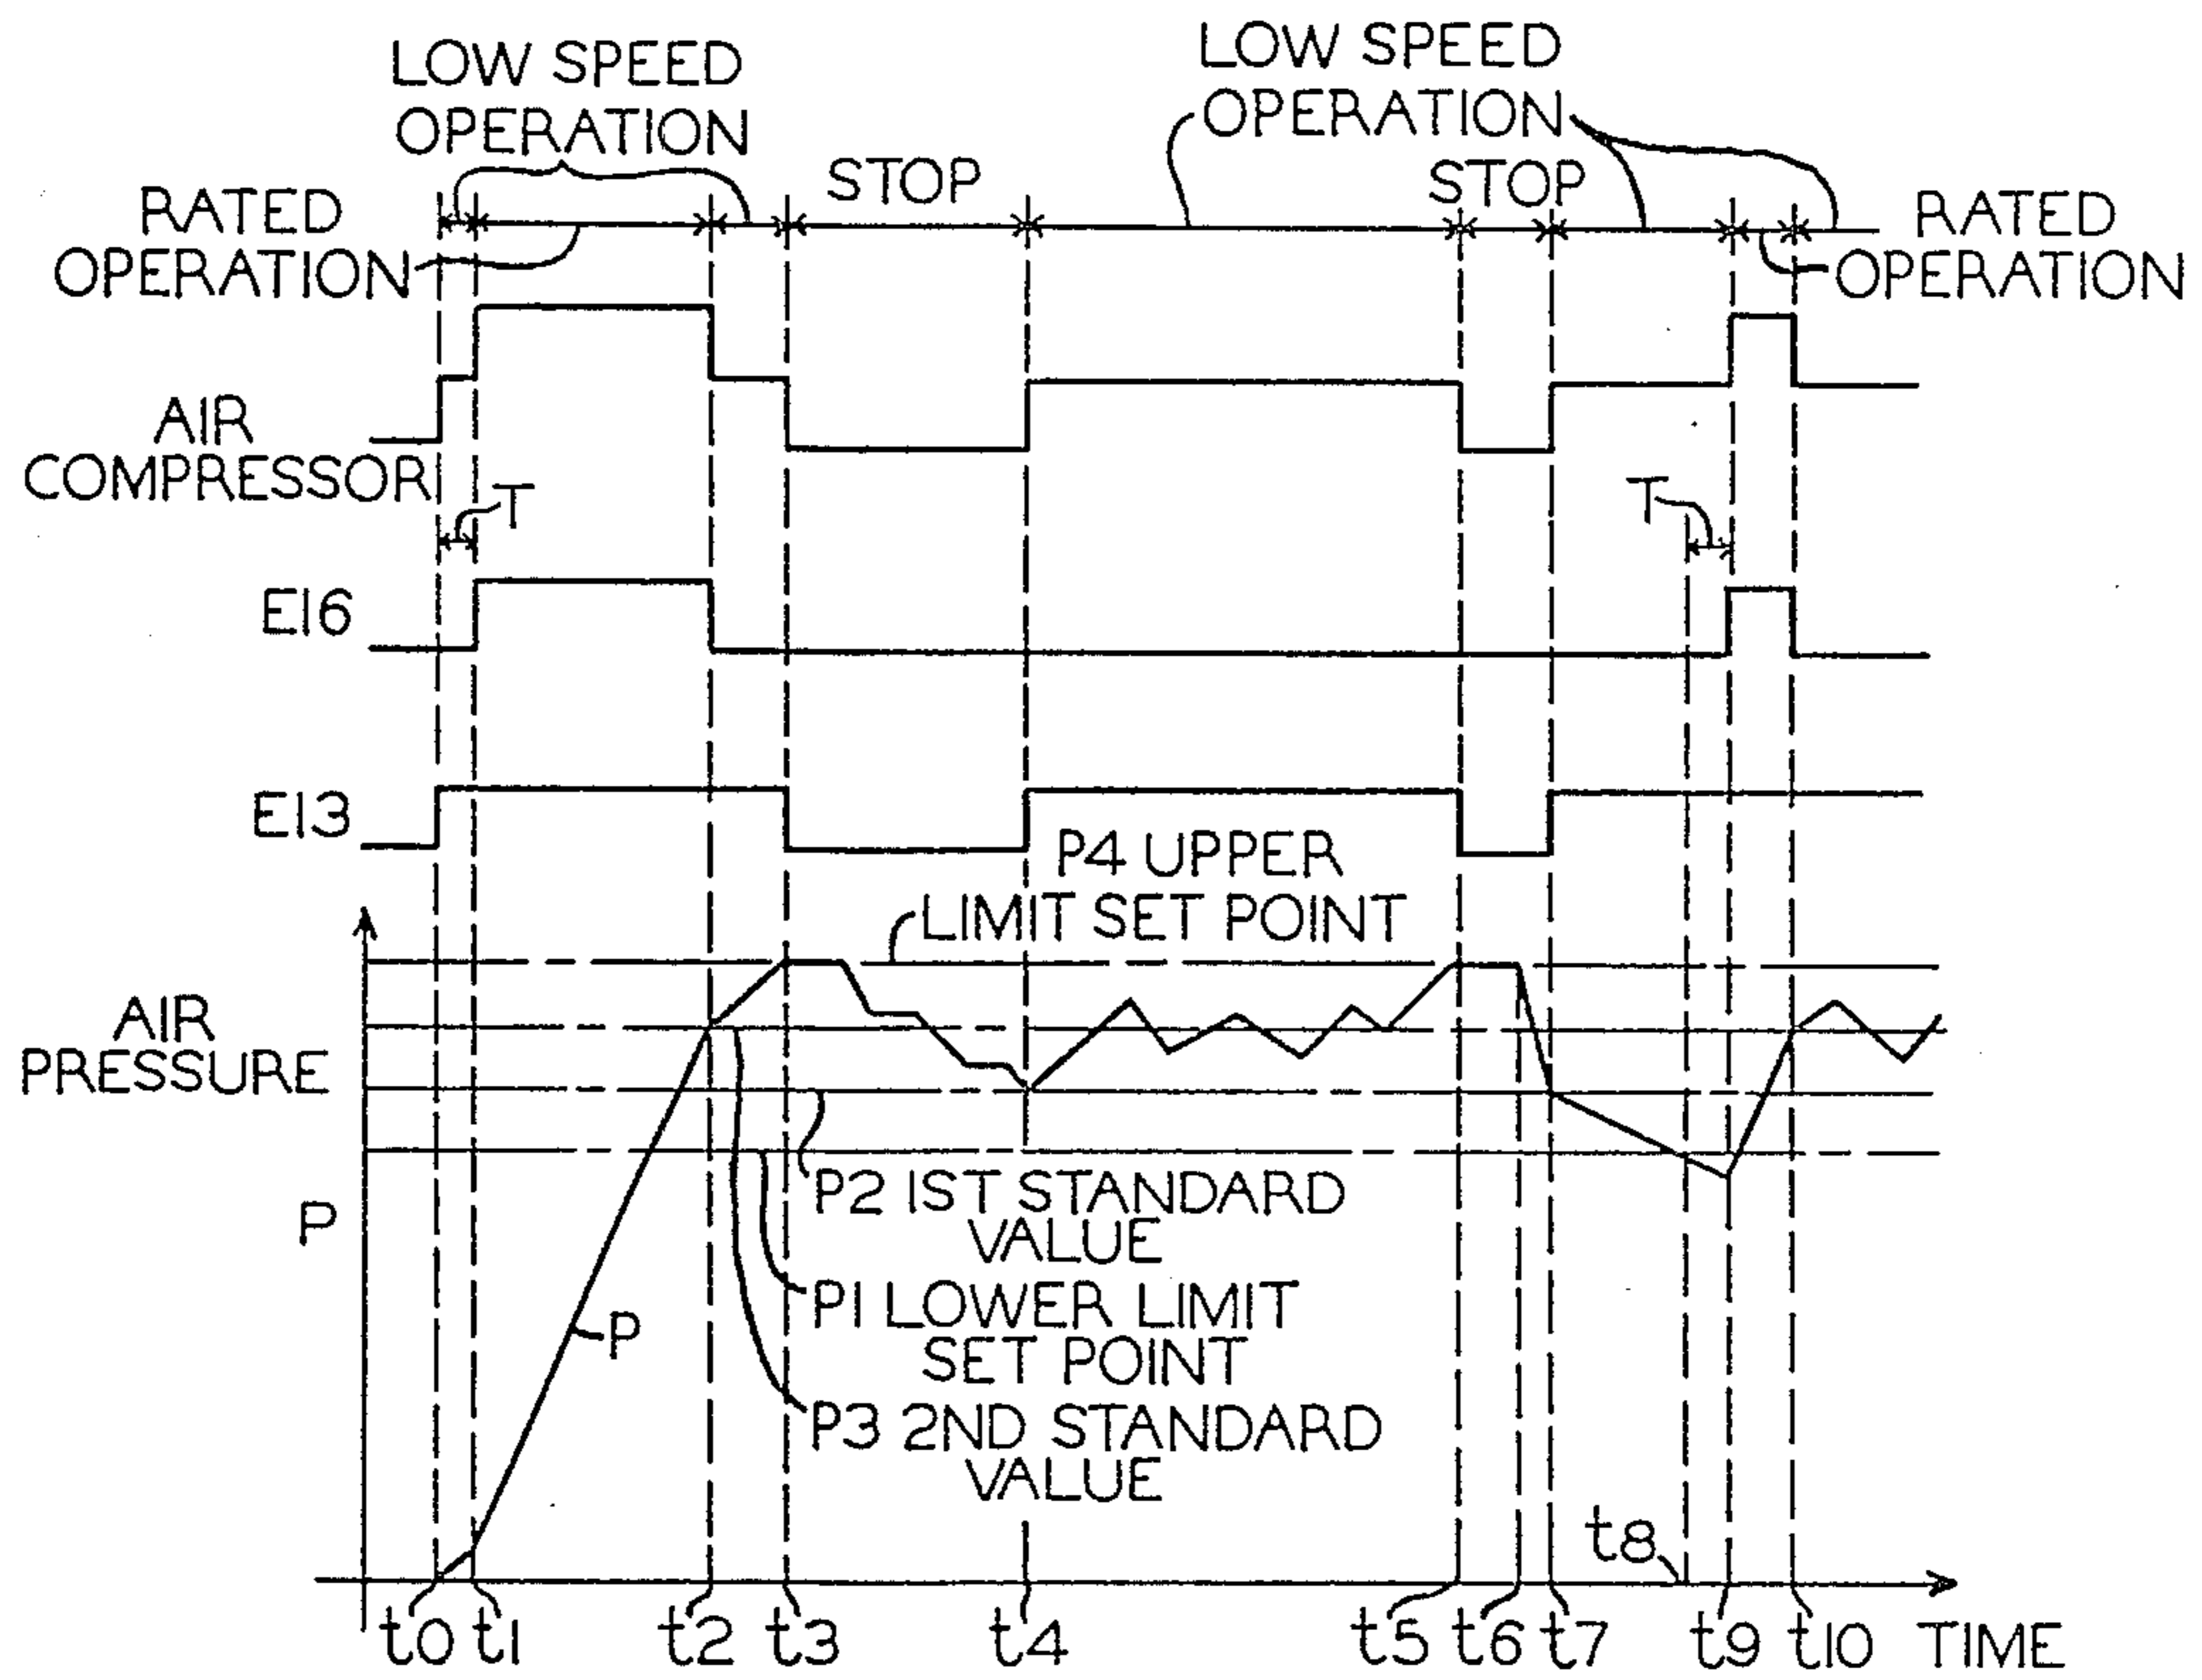 LOW SPEED
OPERATION
LOW SPEED
OPERATION
STOP
STOP
RATED
OPERATION
RATED
OPERATION
AIR
COMPRESSOR
T
T
E16
E13
P4 UPPER
LIMIT SET POINT
AIR
PRESSURE
P2 1ST STANDARD
VALUE
P
P1 LOWER LIMIT
SET POINT
P
P3 2ND STANDARD
VALUE
t8
t0 t1 t2 t3 t4 t5 t6 t7 t9 t10 TIME